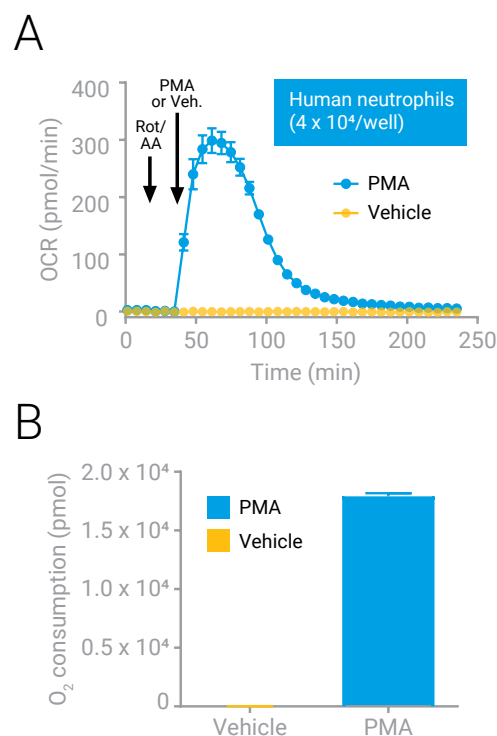 A
400
300
200
100
0
OCR (pmol/min)
Rot/
AA
PMA
or Veh.
Human neutrophils
(4 x 10⁴/well)
PMA
Vehicle
0
50
100
150
200
250
Time (min)
B
2.0 x 10⁴
1.5 x 10⁴
1.0 x 10⁴
0.5 x 10⁴
0
O₂ consumption (pmol)
PMA
Vehicle
Vehicle
PMA